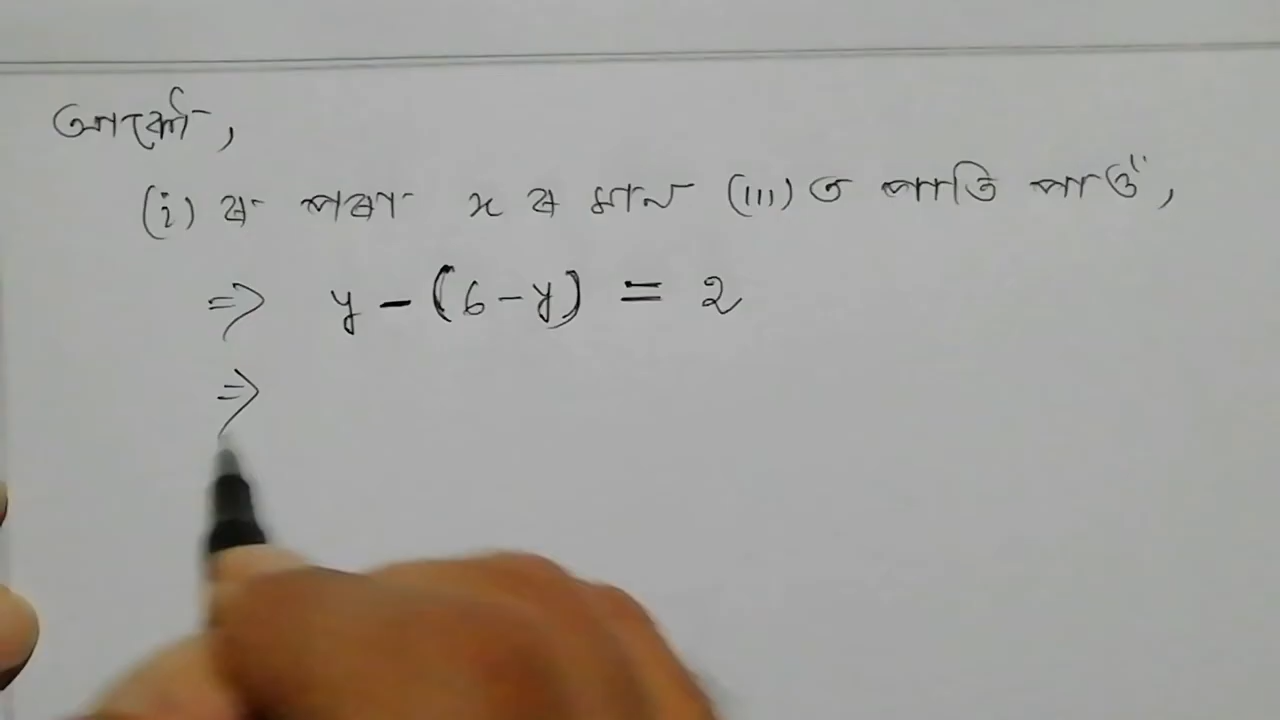 আকৌ,
(i) ৰ পৰা x ৰ মান (iii) ত পাতি পাওঁ,
⇒ y - (6 - y) = 2
⇒